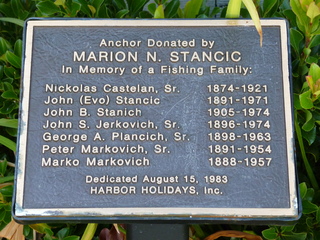 Anchor Donated by
MARION N. STANCIC
In Memory of a Fishing Family:
Nickolas Castelan, Sr. 1874-1921
John (Evo) Stancic 1891-1971
John B. Stanich 1905-1974
John S. Jerkovich, Sr. 1896-1974
George A. Plancich, Sr. 1898-1963
Peter Markovich, Sr. 1891-1954
Marko Markovich 1888-1957
Dedicated August 15, 1983
HARBOR HOLIDAYS, Inc.